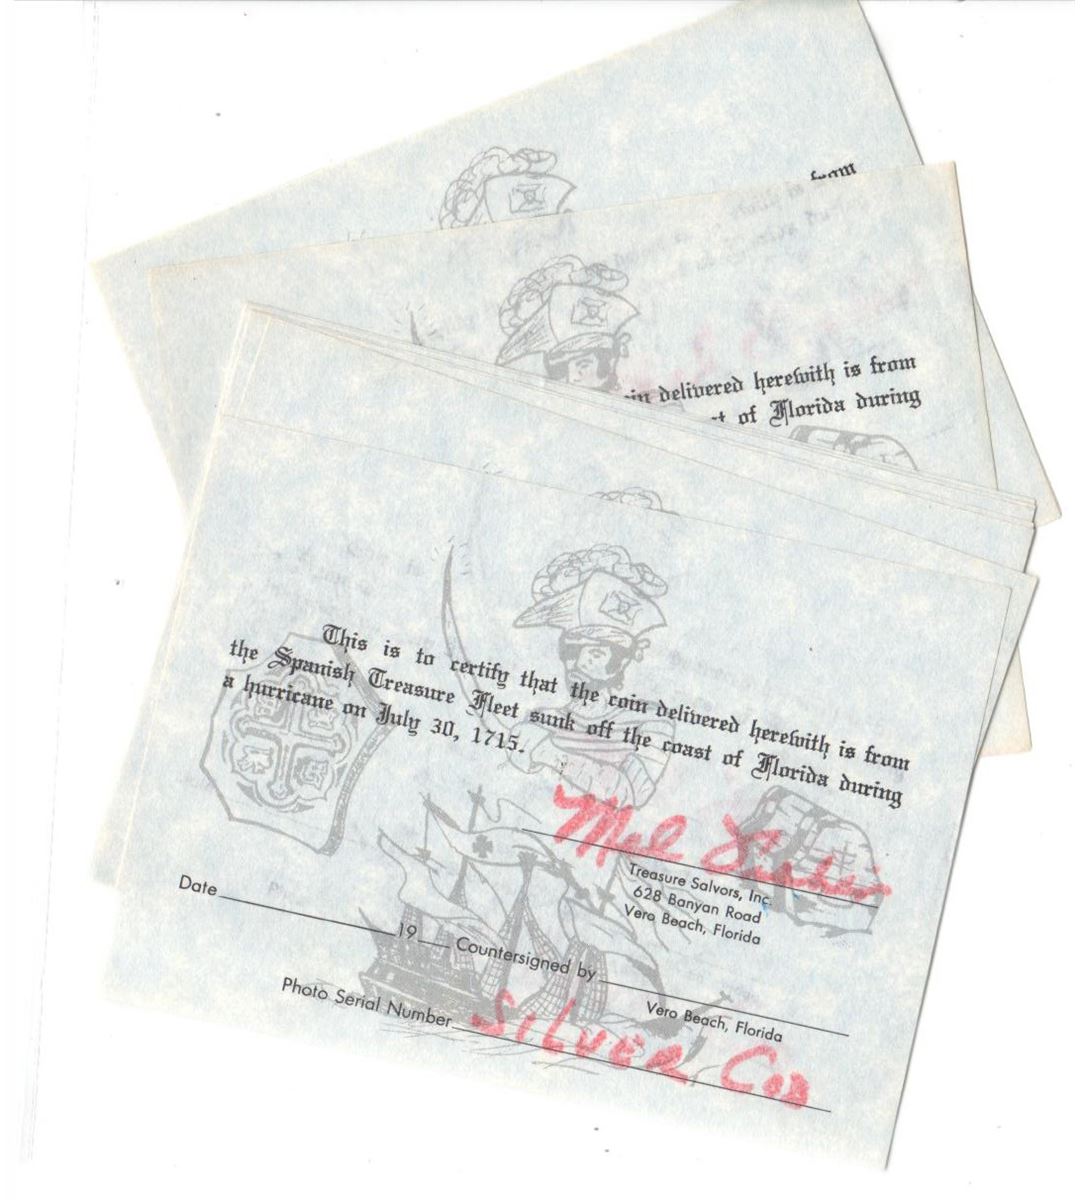 from
in delivered herewith is from
of Florida during
This is to certify that the coin delivered herewith is from
the Spanish Treasure Fleet sunk off the coast of Florida during
a hurricane on July 30, 1715.
Mel
Treasure Salvors, Inc.
628 Banyan Road
Vero Beach, Florida
Date 19 Countersigned by
Vero Beach, Florida
Photo Serial Number Silver Cob